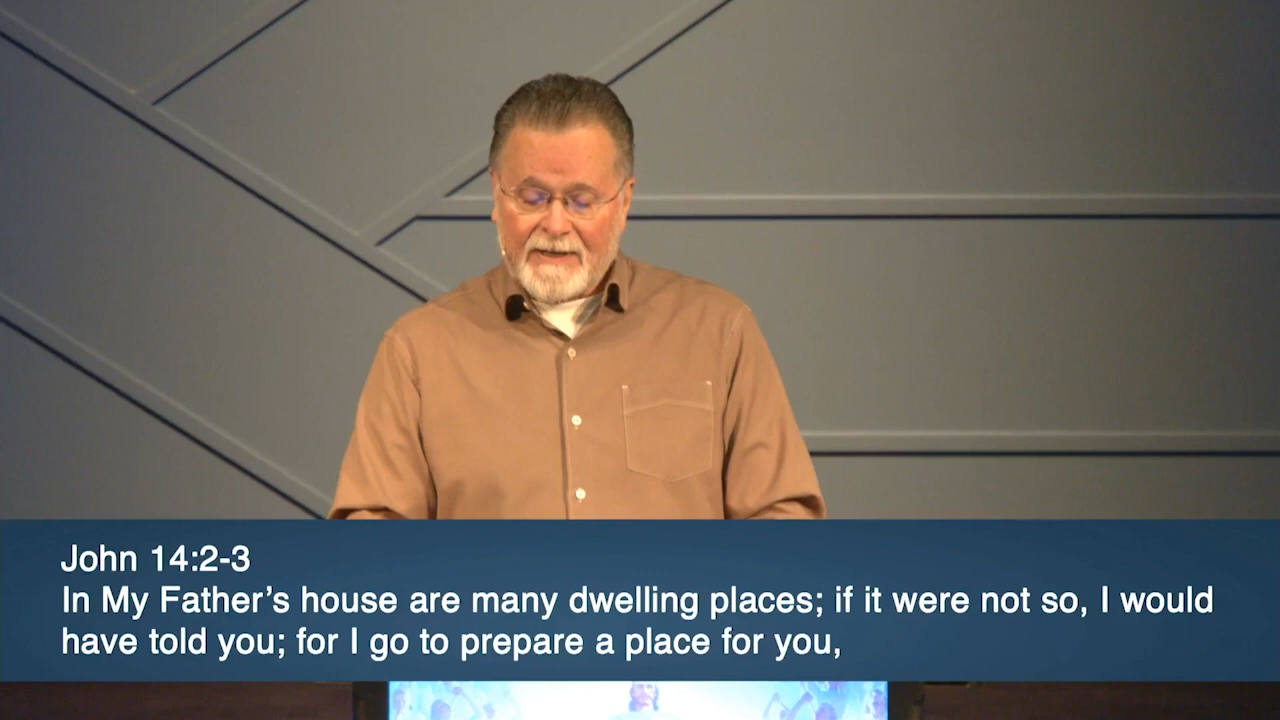 John 14:2-3
In My Father’s house are many dwelling places; if it were not so, I would
have told you; for I go to prepare a place for you,